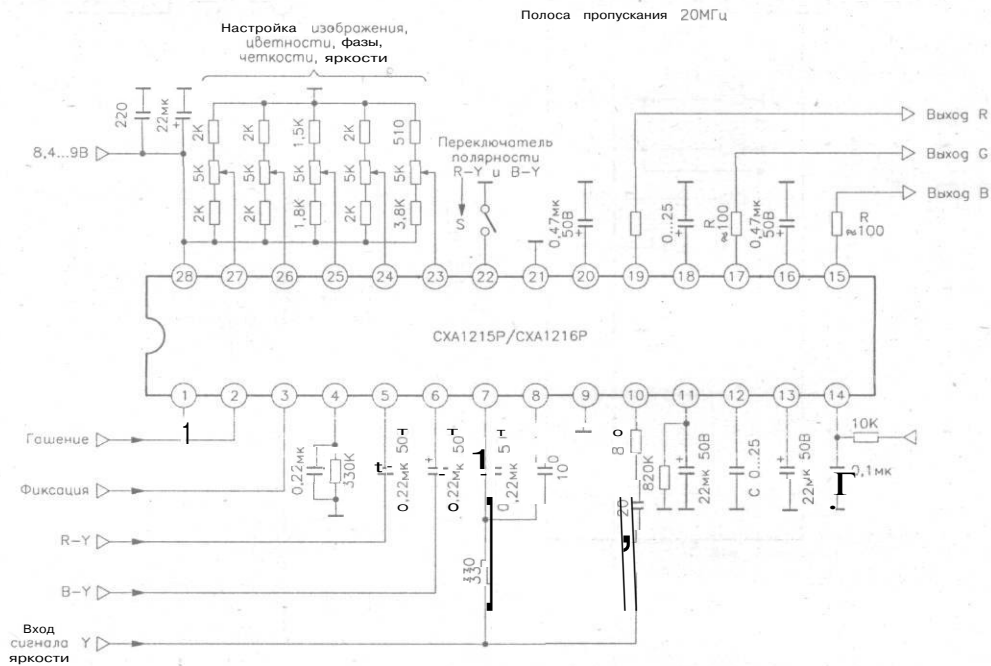 Полоса пропускания 20МГц
Настройка изображения,
цветности, фазы,
четкости, яркости
220
22мк
+
2K
2K
1,5K
2K
510
8,4...9В
5K
5K
5K
5K
5K
2K
2K
1,8K
2K
3,8K
Переключатель
полярности
R-Y и B-Y
S
0,47мк
50В
+
0...25
+
R
≈100
0,47мк
50В
+
R
≈100
Выход R
Выход G
Выход B
28
27
26
25
24
23
22
21
20
19
18
17
16
15
CXA1215P/CXA1216P
1
2
3
4
5
6
7
8
9
10
11
12
13
14
Гашение
Фиксация
R-Y
B-Y
Вход
сигнала Y
яркости
0,22мк
330K
0,22мк 50
0,22мк 50
+
0,22мк
10
330
820K
20
22мк 50В
+
C 0...25
22мк 50В
+
10K
0,1мк